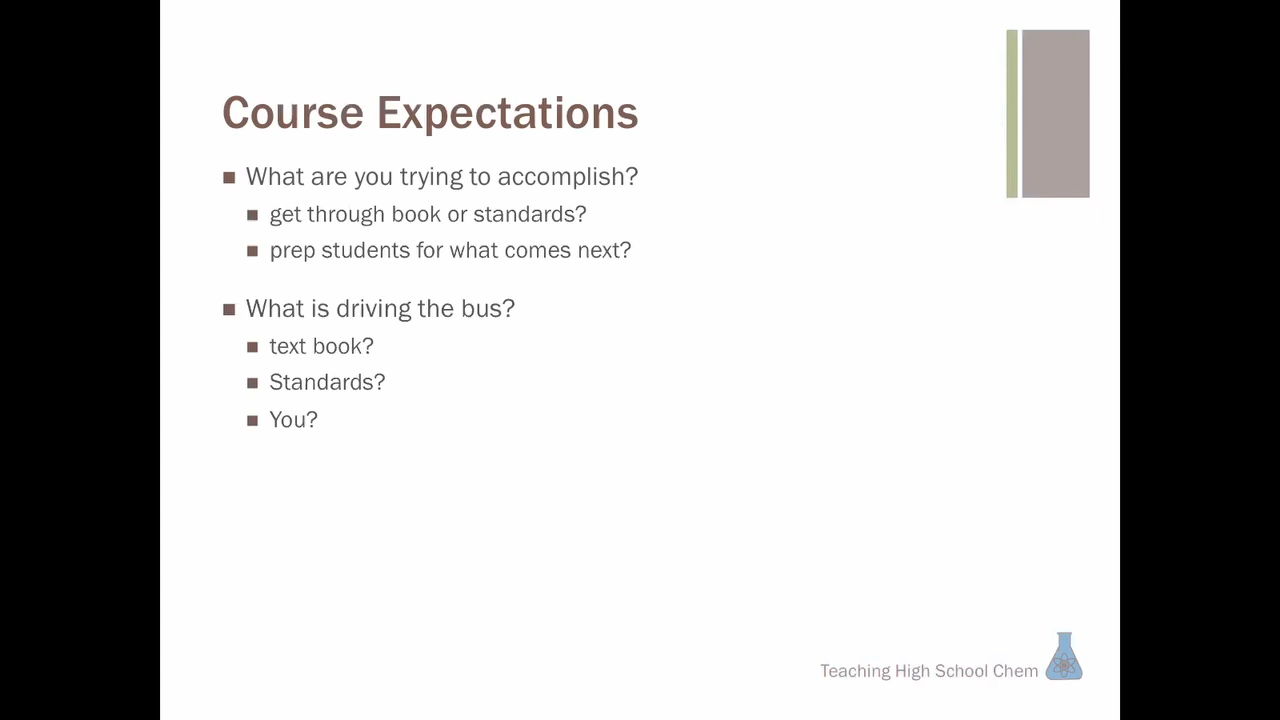 Course Expectations
What are you trying to accomplish?
get through book or standards?
prep students for what comes next?
What is driving the bus?
text book?
Standards?
You?
Teaching High School Chem